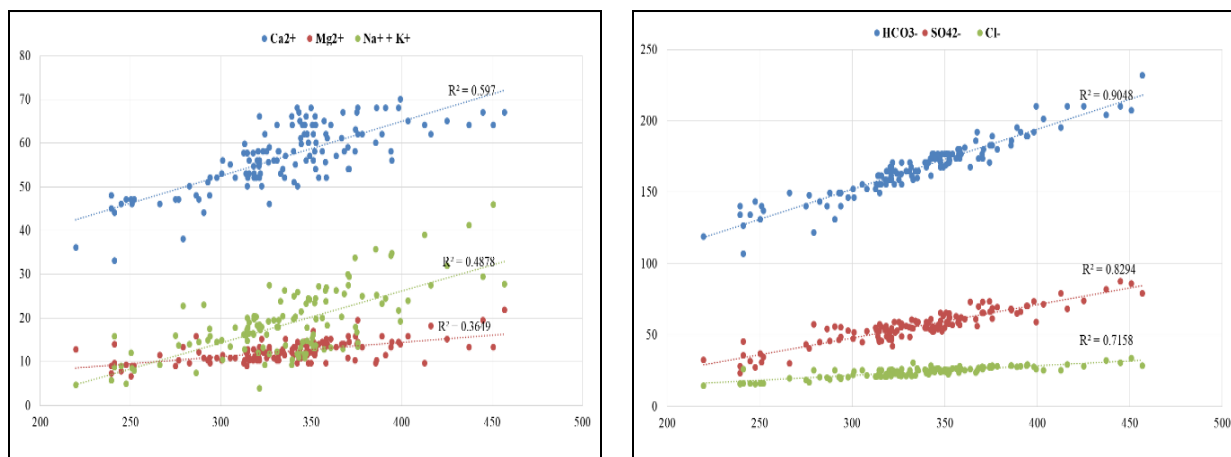 Ca2+ Mg2+ Na+ + K+
80
70
60
50
40
30
20
10
0
200 250 300 350 400 450 500
R² = 0.597
R² = 0.4878
R² = 0.3649
HCO3- SO42- Cl-
250
200
150
100
50
0
200 250 300 350 400 450 500
R² = 0.9048
R² = 0.8294
R² = 0.7158